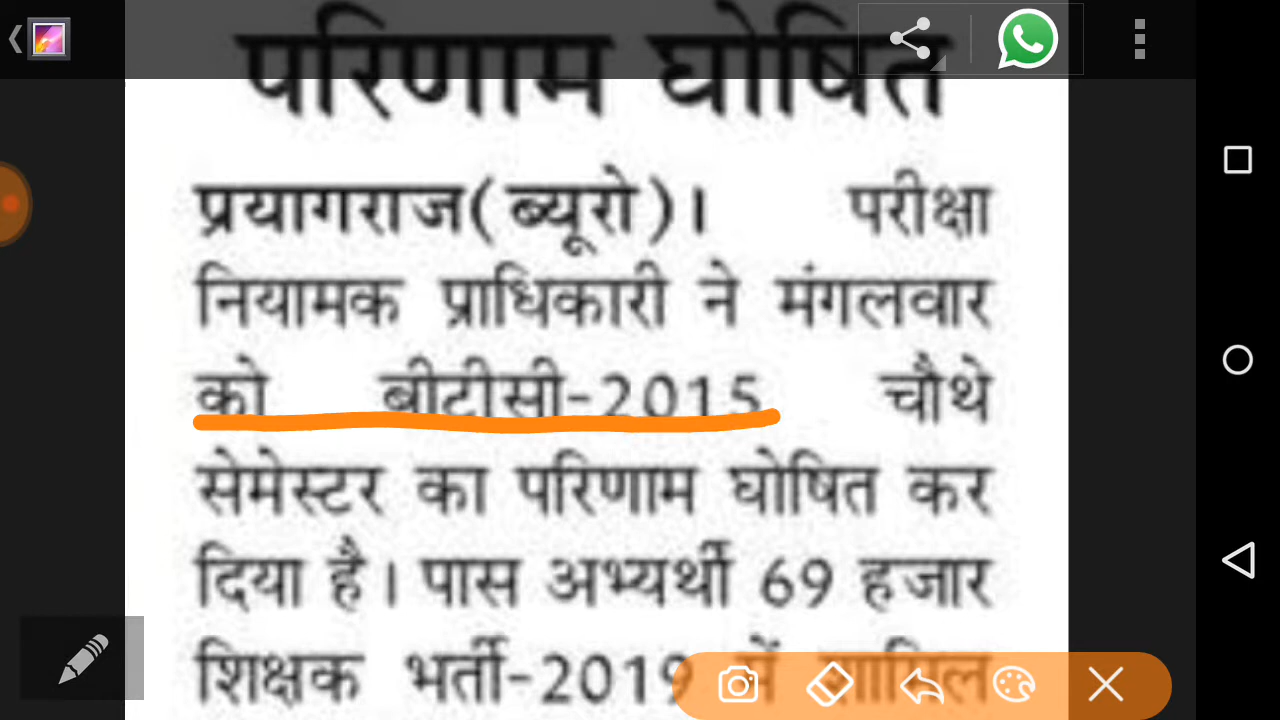 परिणाम घोषित
प्रयागराज(ब्यूरो)। परीक्षा
नियामक प्राधिकारी ने मंगलवार
को बीटीसी-2015 चौथे
सेमेस्टर का परिणाम घोषित कर
दिया है। पास अभ्यर्थी 69 हजार
शिक्षक भर्ती-2019 में शामिल